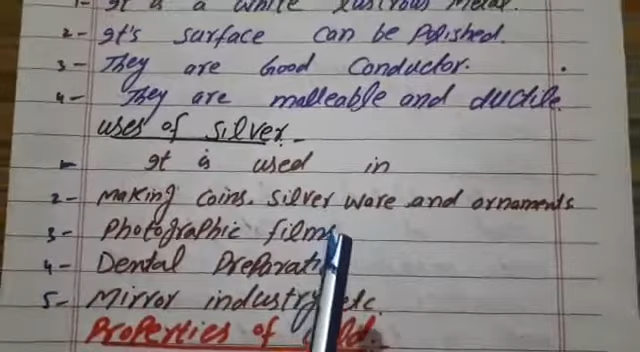 1- It is a white lustrous metal.
2- It's surface can be Polished.
3- They are Good Conductor.
4- They are malleable and ductile.
uses of silver.
1- It is used in
2- making coins. silver ware and ornaments
3- Photographic films
4- Dental
5- Mirror industry etc.
Properties of Gold.